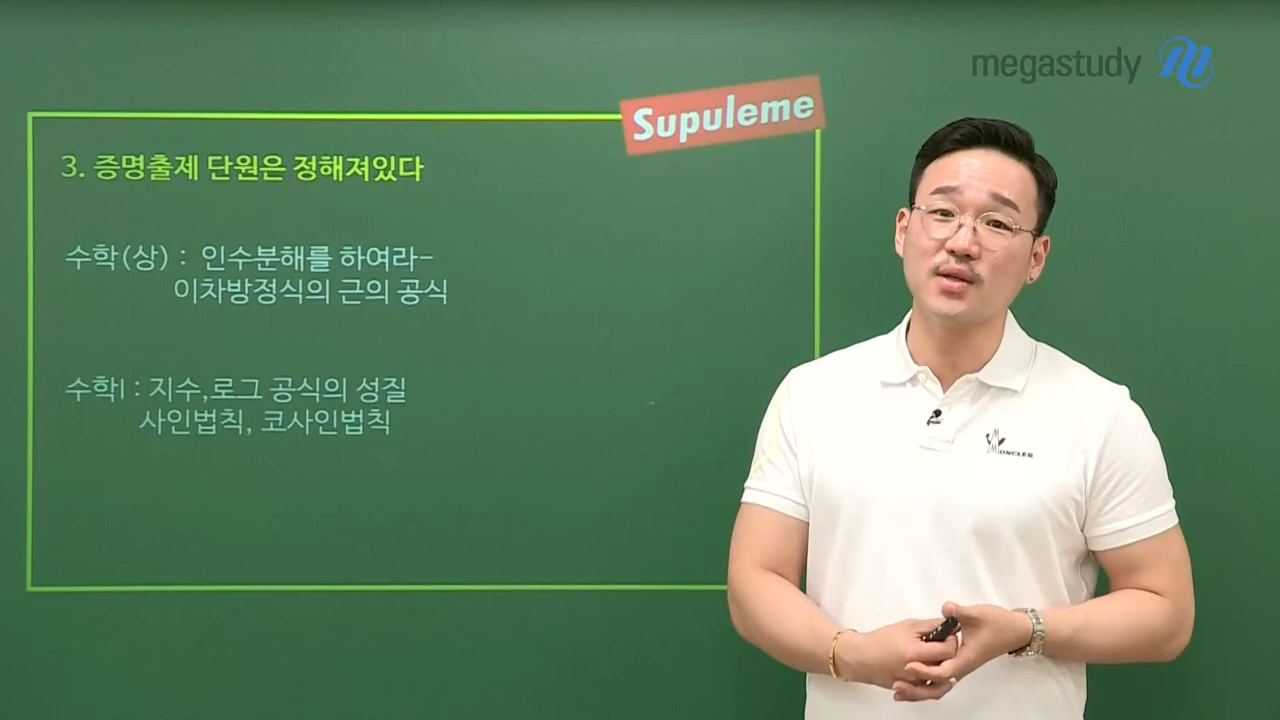 megastudy
Supuleme
3. 증명출제 단원은 정해져있다
수학(상) : 인수분해를 하여라-
이차방정식의 근의 공식
수학I : 지수,로그 공식의 성질
사인법칙, 코사인법칙
MONCLER